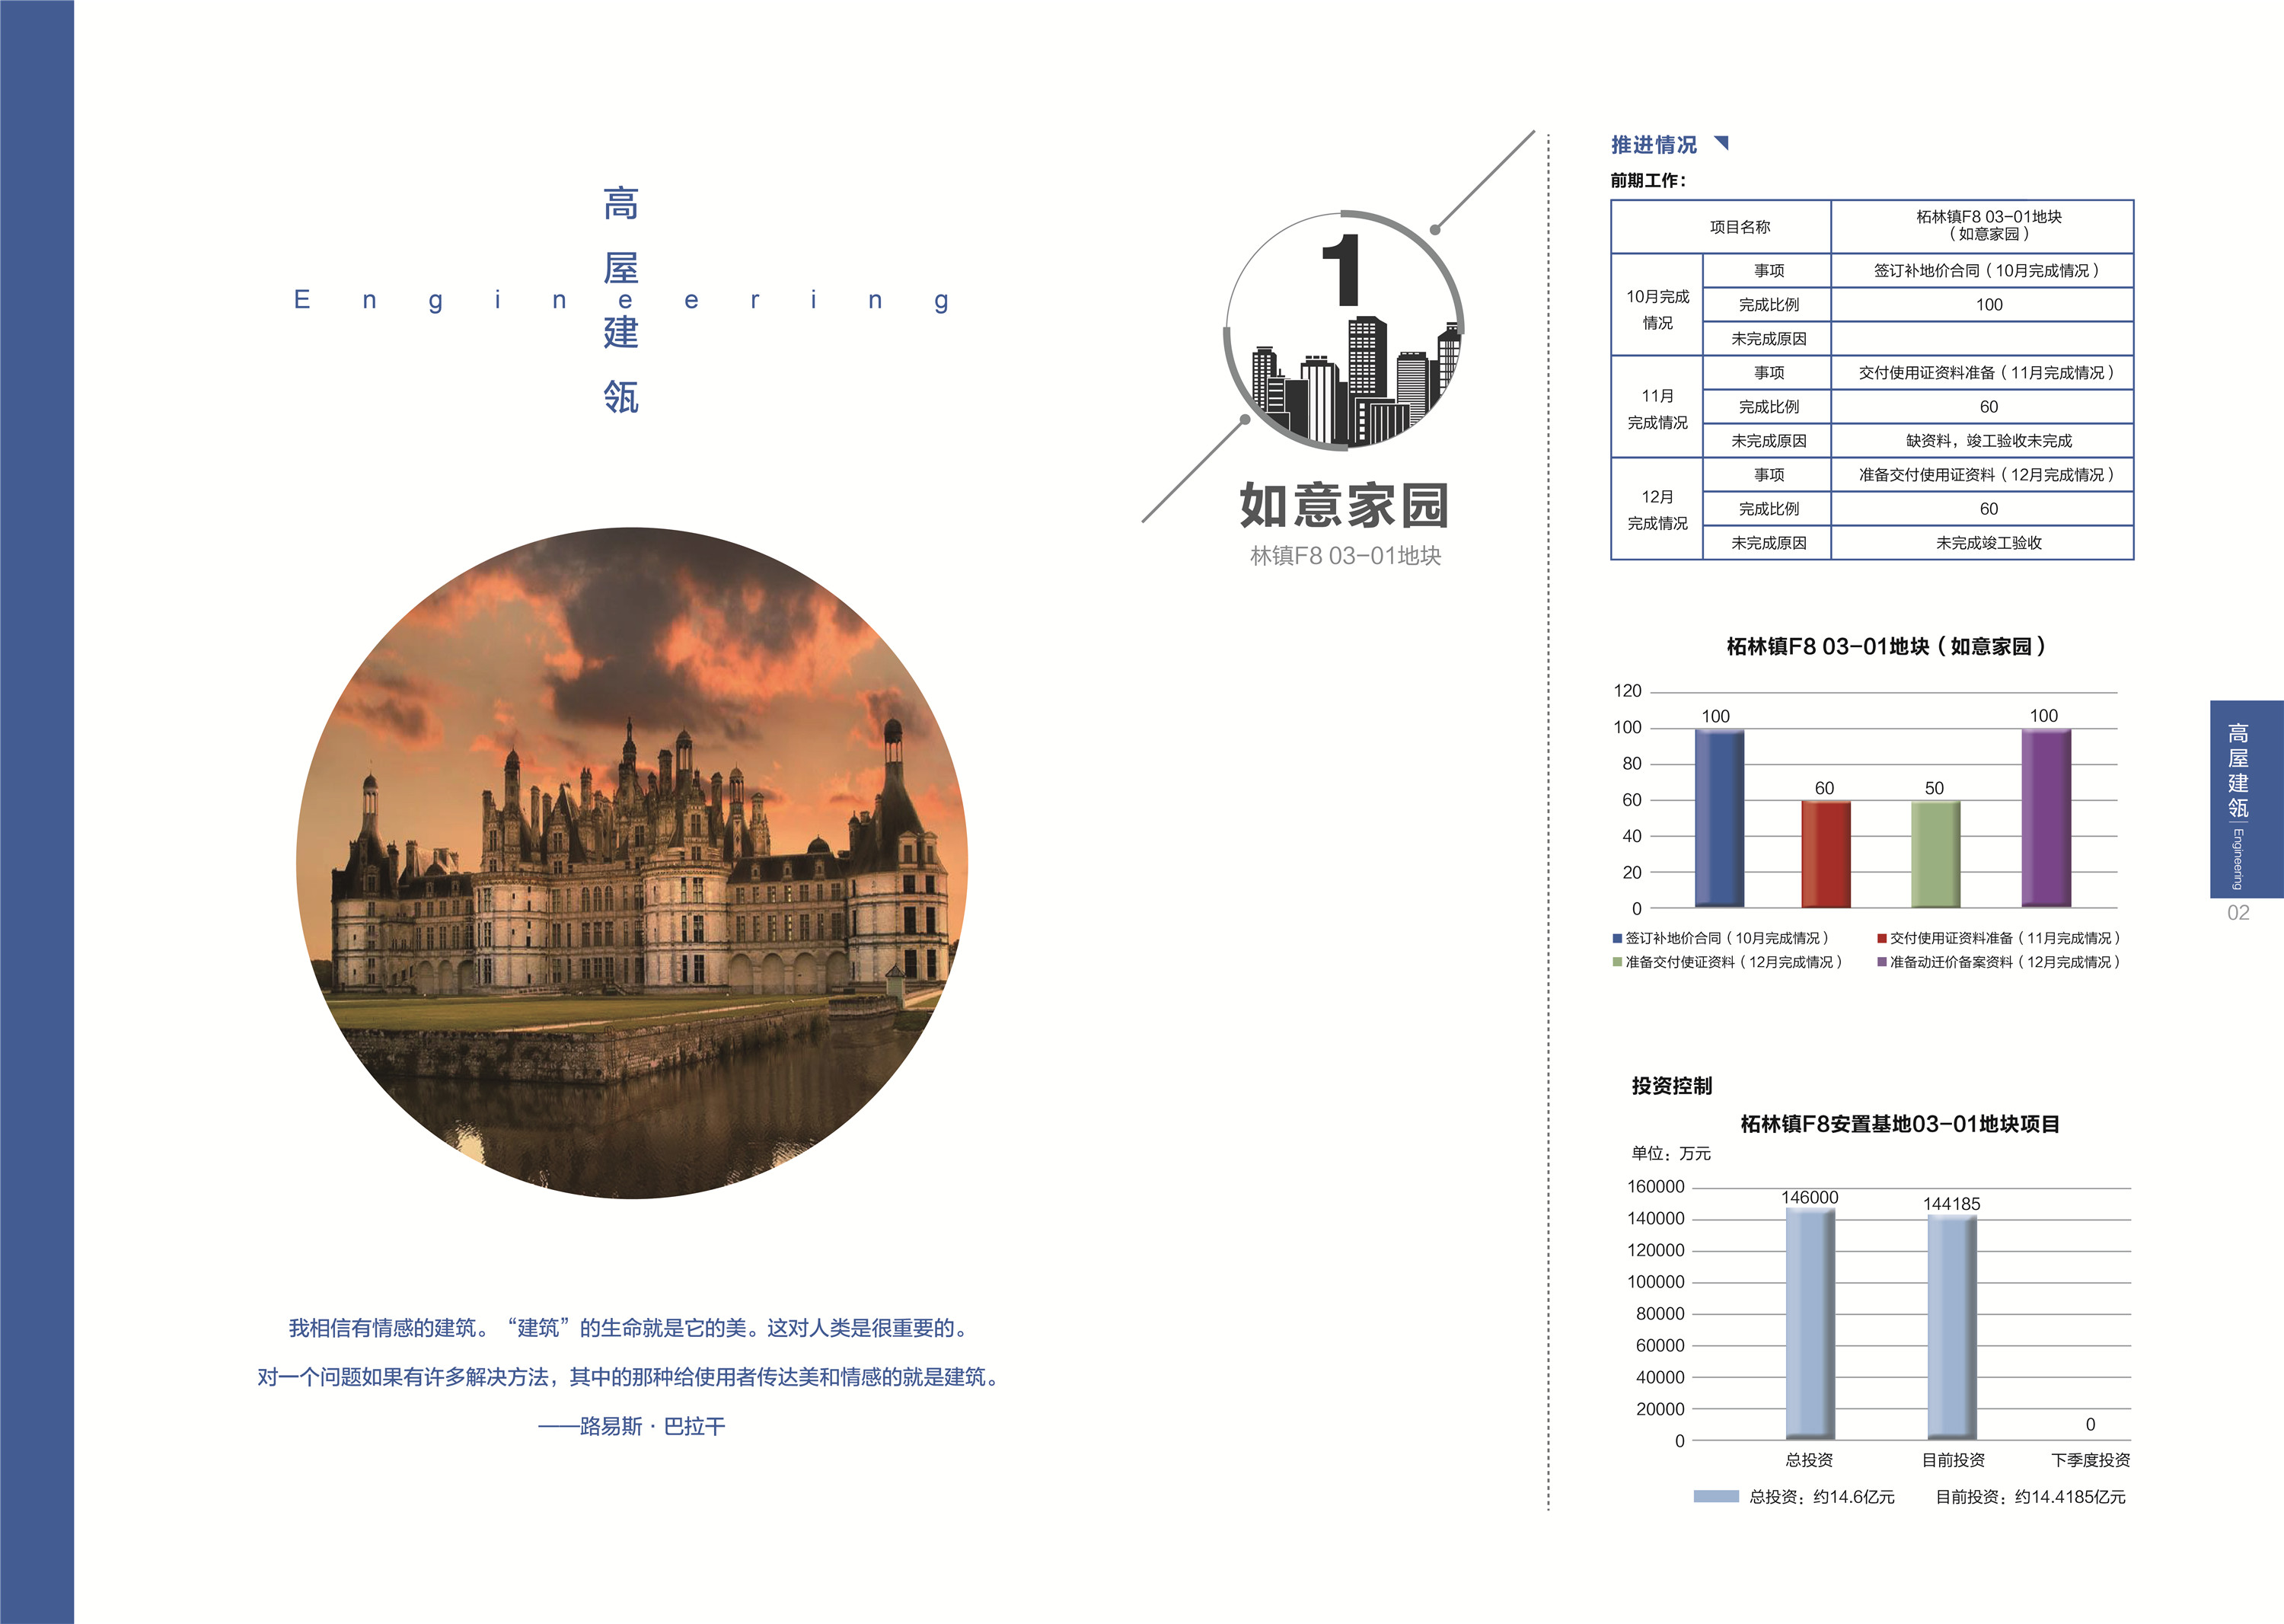 高屋建瓴
Engineering
我相信有情感的建筑。“建筑”的生命就是它的美。这对人类是很重要的。
对一个问题如果有许多解决方法，其中的那种给使用者传达美和情感的就是建筑。
——路易斯·巴拉干
1
如意家园
林镇F8 03-01地块
推进情况
前期工作：
项目名称
柘林镇F8 03-01地块
（如意家园）
10月完成
情况
事项
签订补地价合同（10月完成情况）
完成比例
100
未完成原因
11月
完成情况
事项
交付使用证资料准备（11月完成情况）
完成比例
60
未完成原因
缺资料，竣工验收未完成
12月
完成情况
事项
准备交付使用证资料（12月完成情况）
完成比例
60
未完成原因
未完成竣工验收
柘林镇F8 03-01地块（如意家园）
120
100
80
60
40
20
0
100
60
50
100
签订补地价合同（10月完成情况）
交付使用证资料准备（11月完成情况）
准备交付使证资料（12月完成情况）
准备动迁价备案资料（12月完成情况）
投资控制
柘林镇F8安置基地03-01地块项目
单位：万元
160000
140000
120000
100000
80000
60000
40000
20000
0
146000
144185
0
总投资
目前投资
下季度投资
总投资：约14.6亿元
目前投资：约14.4185亿元
高屋建瓴
Engineering
02